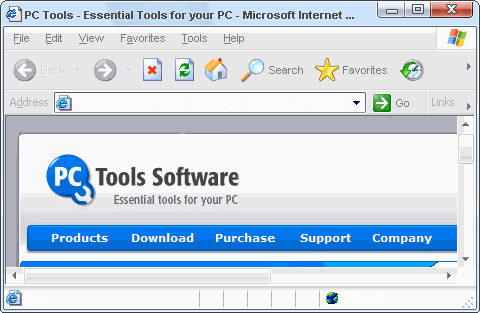 PC Tools - Essential Tools for your PC - Microsoft Internet ...
File Edit View Favorites Tools Help
Back Search Favorites
Address Go Links
PC Tools Software
Essential tools for your PC
Products Download Purchase Support Company